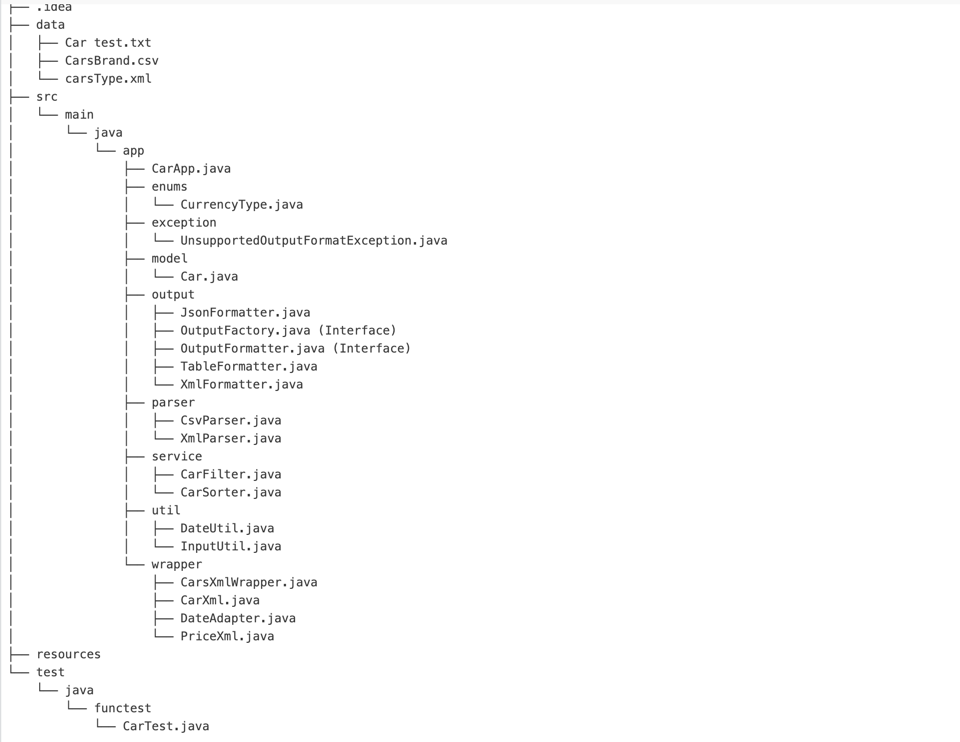 ├── .idea
├── data
│   ├── Car test.txt
│   ├── CarsBrand.csv
│   └── carsType.xml
├── src
│   └── main
│       └── java
│           └── app
│               ├── CarApp.java
│               ├── enums
│               │   └── CurrencyType.java
│               ├── exception
│               │   └── UnsupportedOutputFormatException.java
│               ├── model
│               │   └── Car.java
│               ├── output
│               │   ├── JsonFormatter.java
│               │   ├── OutputFactory.java (Interface)
│               │   ├── OutputFormatter.java (Interface)
│               │   ├── TableFormatter.java
│               │   └── XmlFormatter.java
│               ├── parser
│               │   ├── CsvParser.java
│               │   └── XmlParser.java
│               ├── service
│               │   ├── CarFilter.java
│               │   └── CarSorter.java
│               ├── util
│               │   ├── DateUtil.java
│               │   └── InputUtil.java
│               └── wrapper
│                   ├── CarsXmlWrapper.java
│                   ├── CarXml.java
│                   ├── DateAdapter.java
│                   └── PriceXml.java
├── resources
└── test
    └── java
        └── functest
            └── CarTest.java